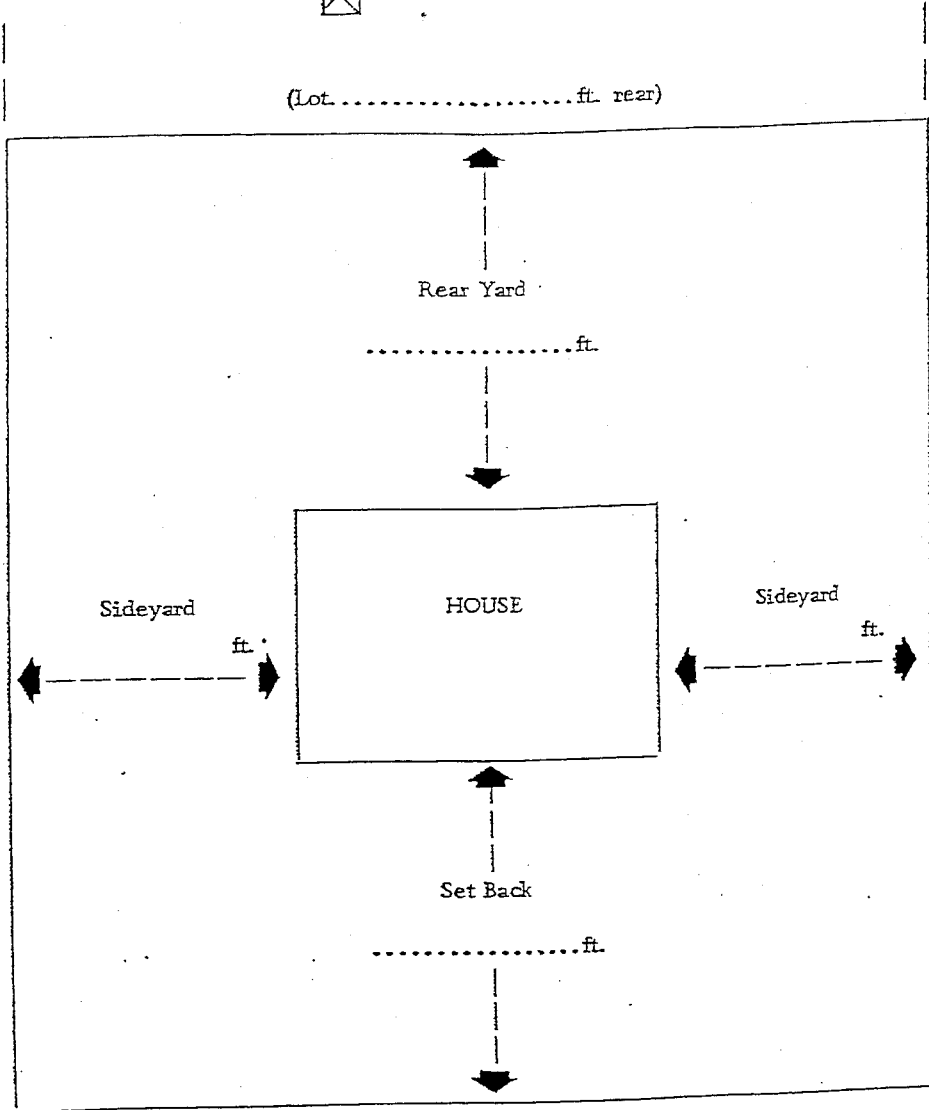 (Lot.......................ft. rear)
Rear Yard
..................ft.
Sideyard
HOUSE
Sideyard
ft.
ft.
Set Back
..................ft.